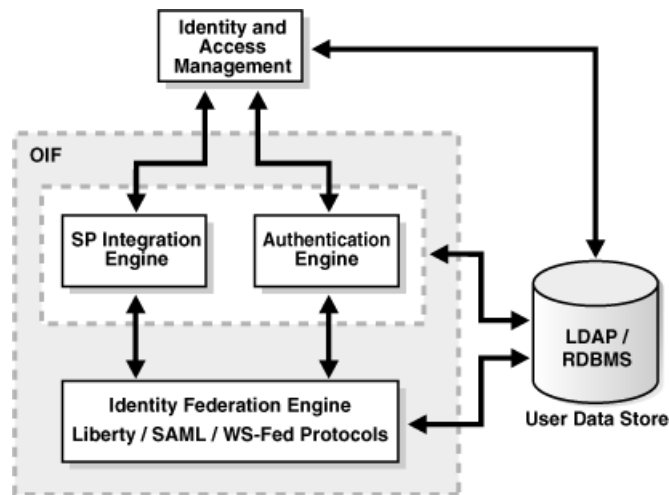 Identity and
Access
Management
OIF
SP Integration
Engine
Authentication
Engine
LDAP /
RDBMS
User Data Store
Identity Federation Engine
Liberty / SAML / WS-Fed Protocols